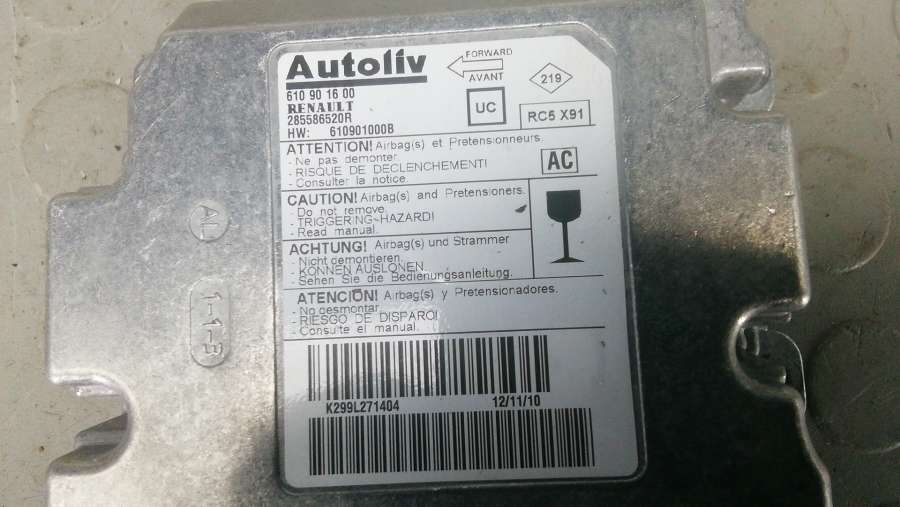 Autoliv
FORWARD
AVANT
219
610 90 16 00
RENAULT
285586520R
HW: 610901000B
UC
RC5 X91
ATTENTION! Airbag(s) et Pretensionneurs.
- Ne pas demonter.
- RISQUE DE DECLENCHEMENT!
- Consulter la notice.
AC
CAUTION! Airbag(s) and Pretensioners.
- Do not remove.
- TRIGGERING-HAZARD!
- Read manual.
ACHTUNG! Airbag(s) und Strammer
- Nicht demontieren.
- KONNEN AUSLONEN.
- Sehen Sie die Bedienungsanleitung.
ATENCION! Airbag(s) y Pretensionadores.
- No desmontar.
- RIESGO DE DISPARO!
- Consulte el manual.
K299L271404
12/11/10
AL
1-1-3